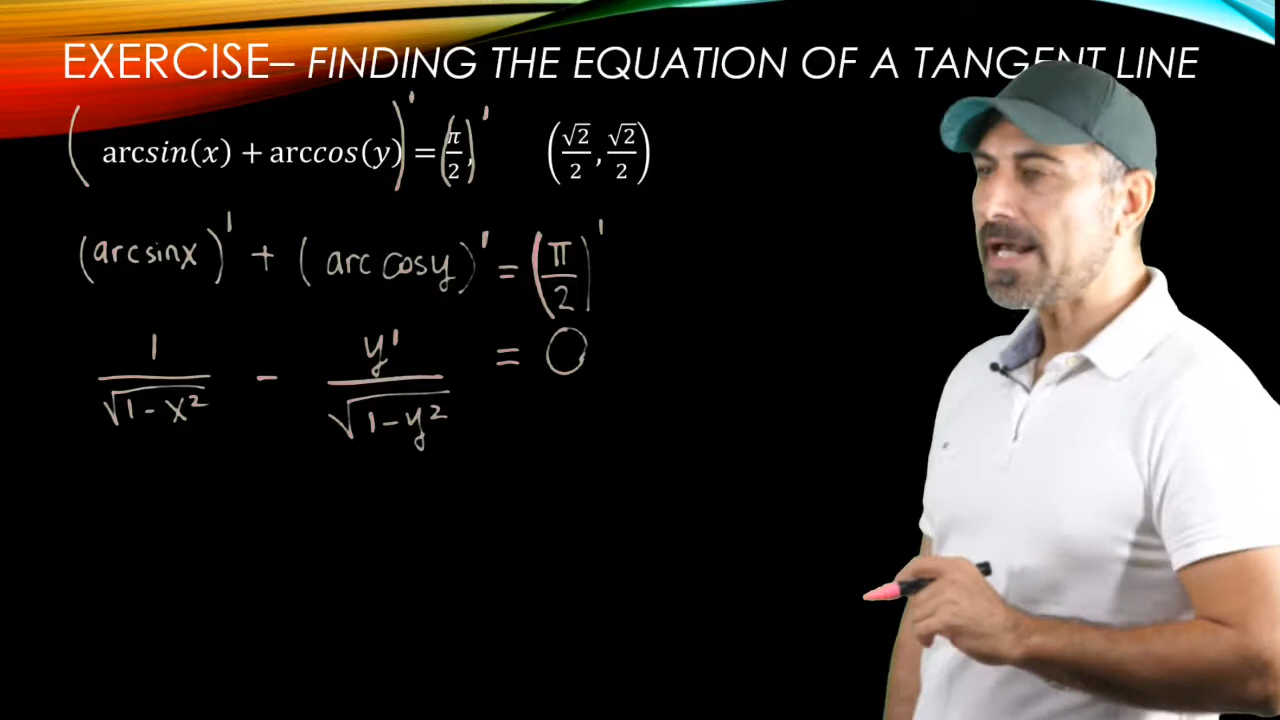 EXERCISE– FINDING THE EQUATION OF A TANGENT LINE
(arcsin(x) + arccos(y))' = (π/2,)' (√2/2, √2/2)
(arcsinx)' + (arccosy)' = (π/2)'
1/√(1-x²) - y'/√(1-y²) = 0